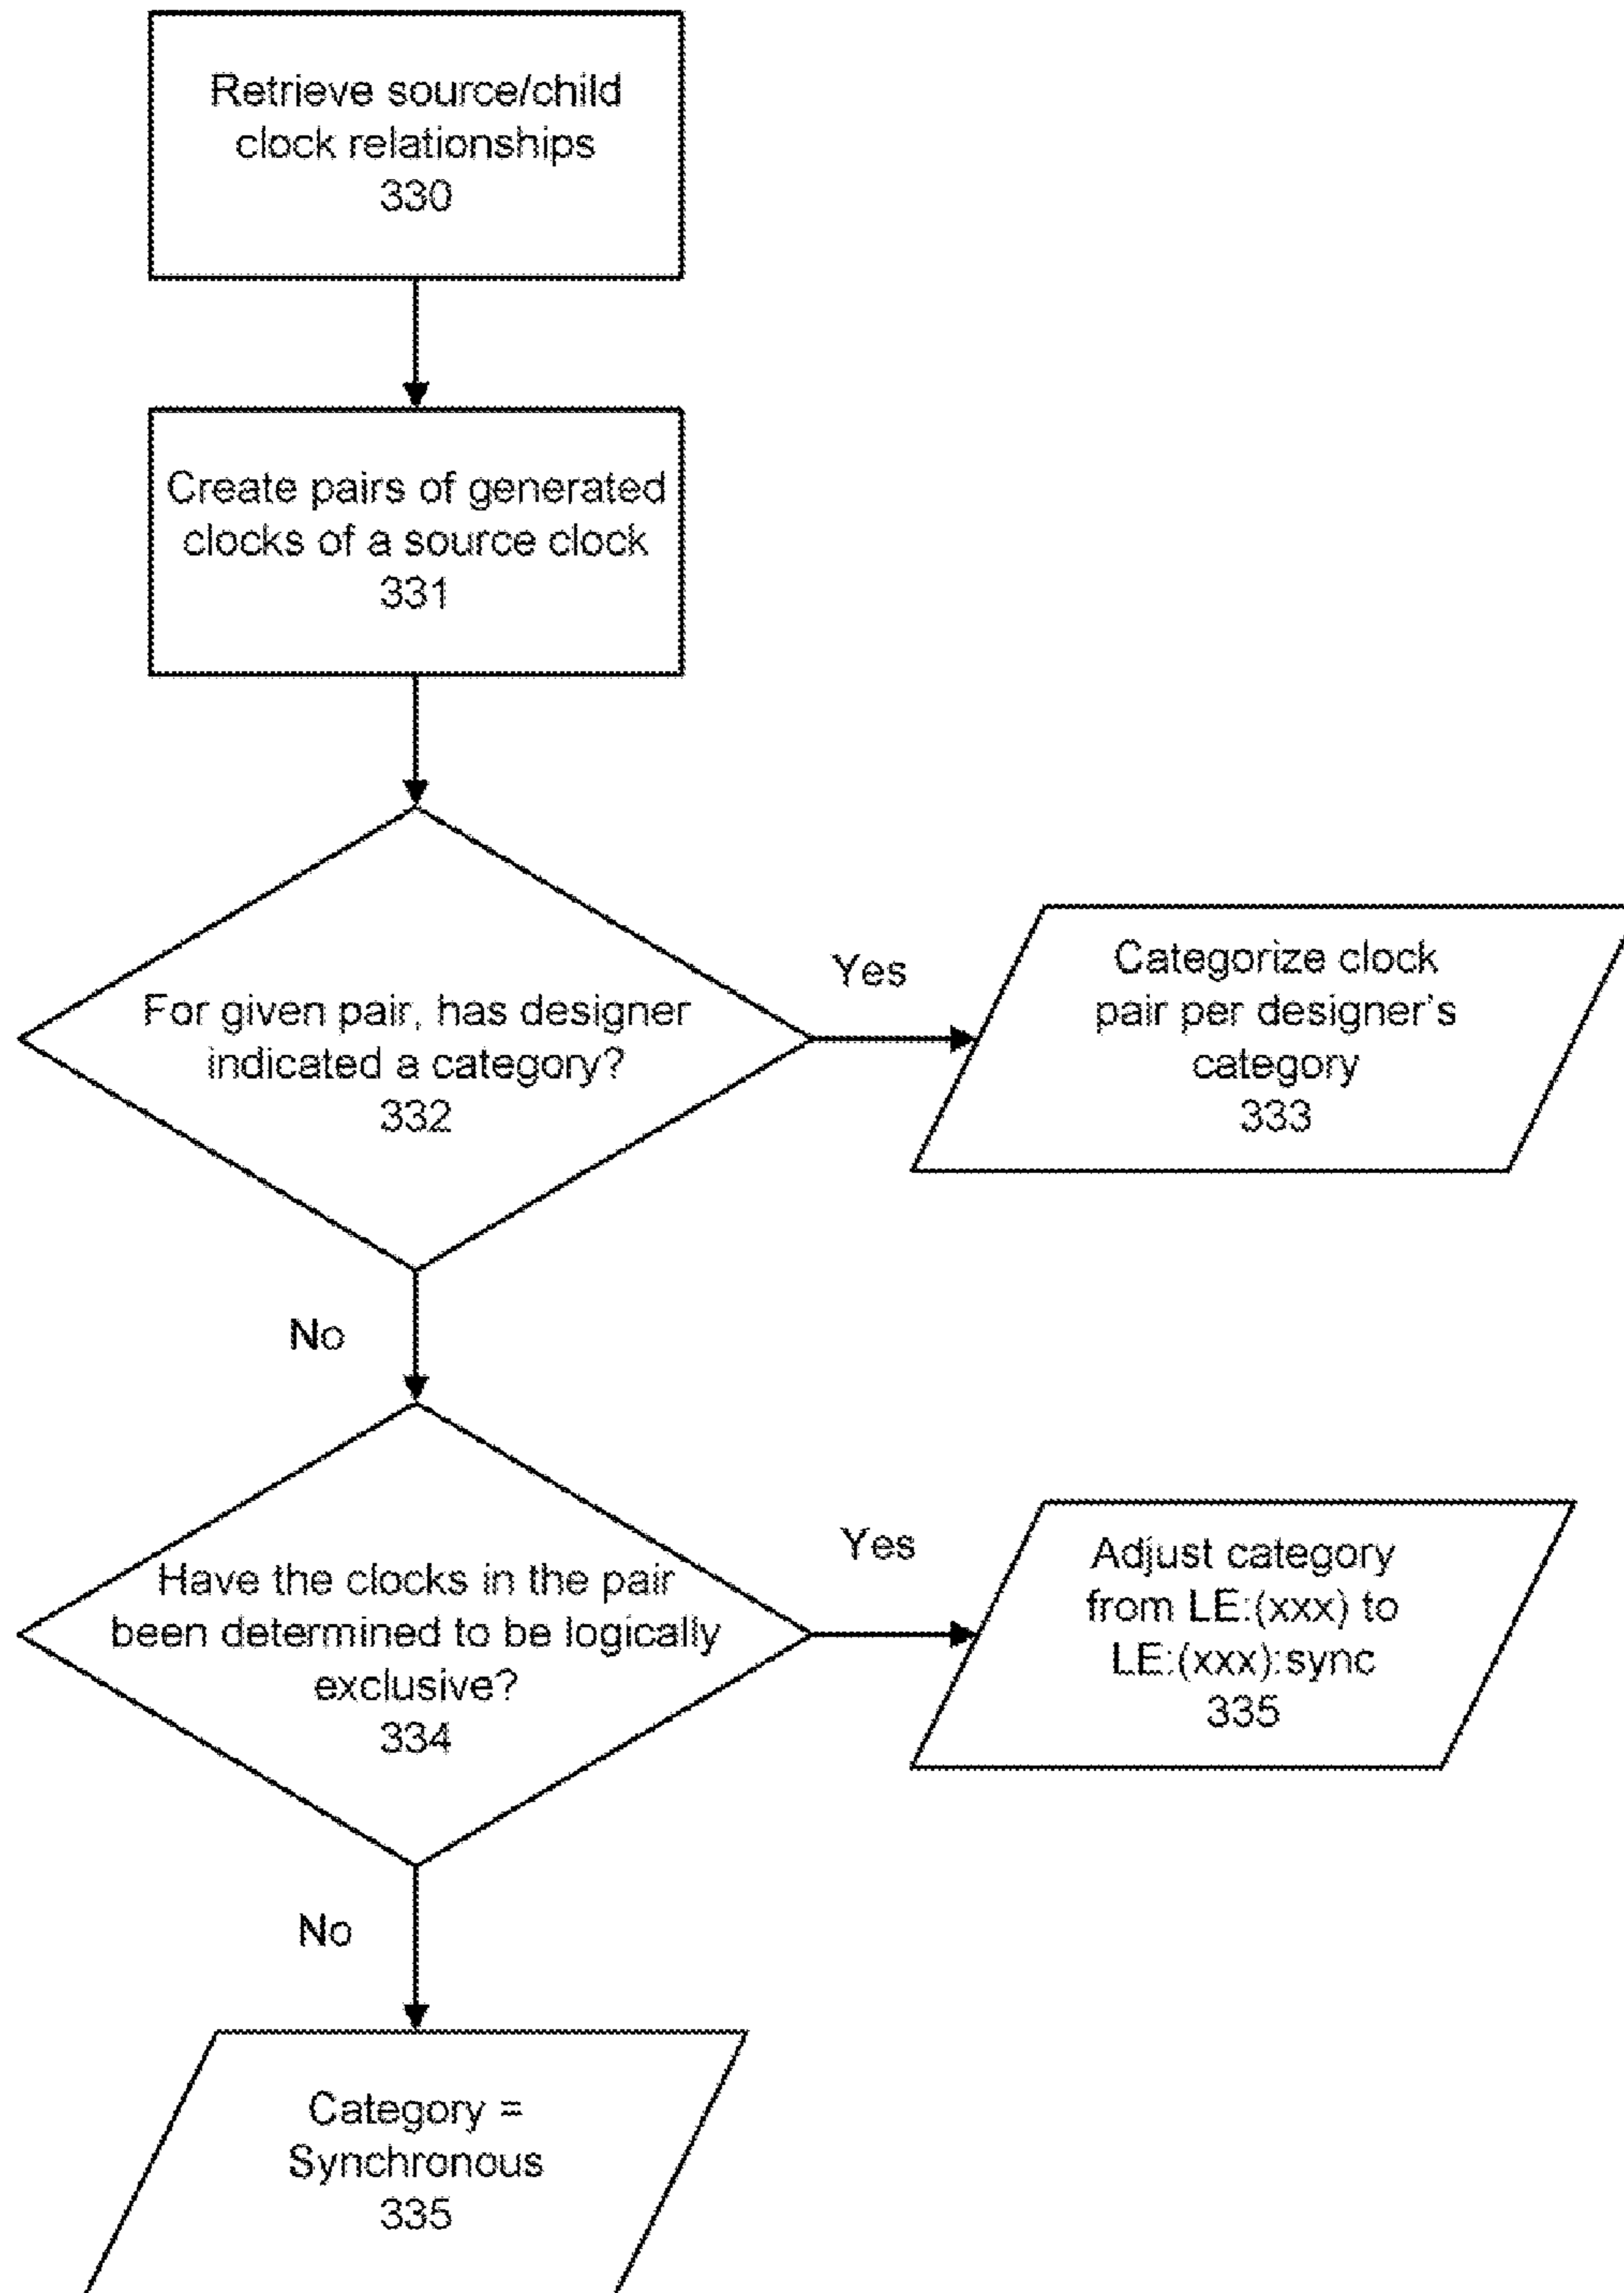 Retrieve source/child
clock relationships
330
Create pairs of generated
clocks of a source clock
331
For given pair, has designer
indicated a category?
332
Yes
Categorize clock
pair per designer's
category
333
No
Have the clocks in the pair
been determined to be logically
exclusive?
334
Yes
Adjust category
from LE:(xxx) to
LE:(xxx):sync
335
No
Category =
Synchronous
335